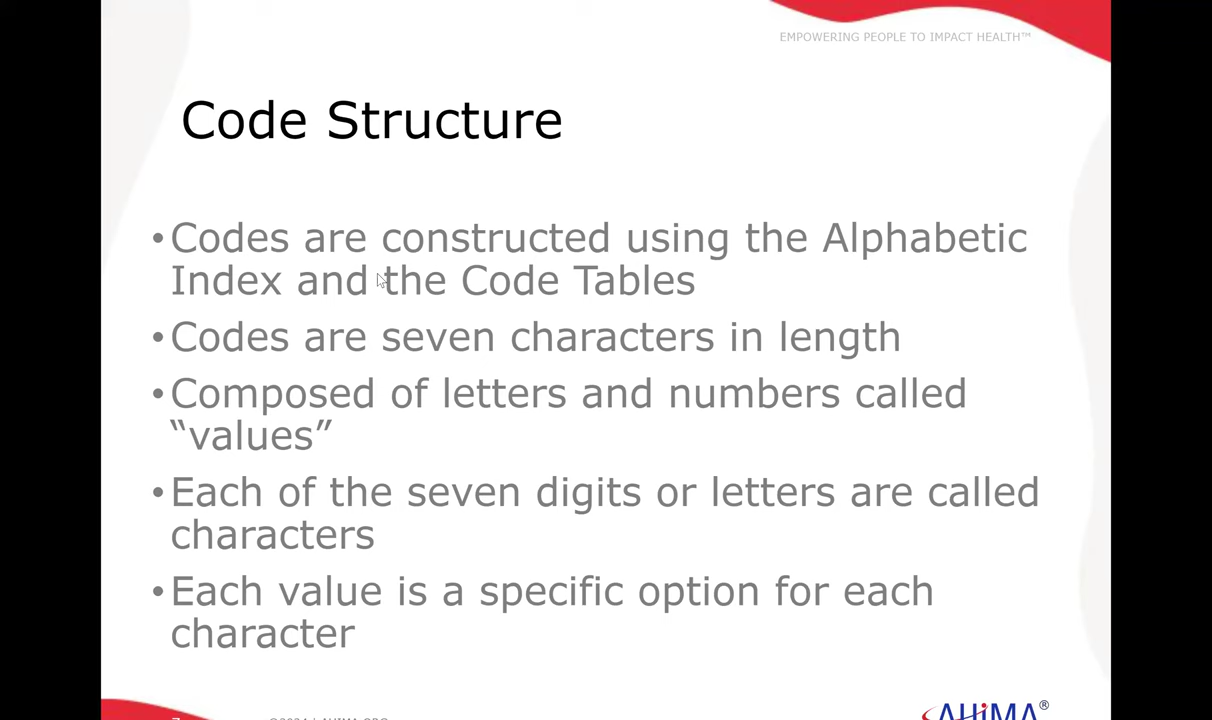 EMPOWERING PEOPLE TO IMPACT HEALTH™
Code Structure
•Codes are constructed using the Alphabetic
Index and the Code Tables
•Codes are seven characters in length
•Composed of letters and numbers called
“values”
•Each of the seven digits or letters are called
characters
•Each value is a specific option for each
character
AHIMA®